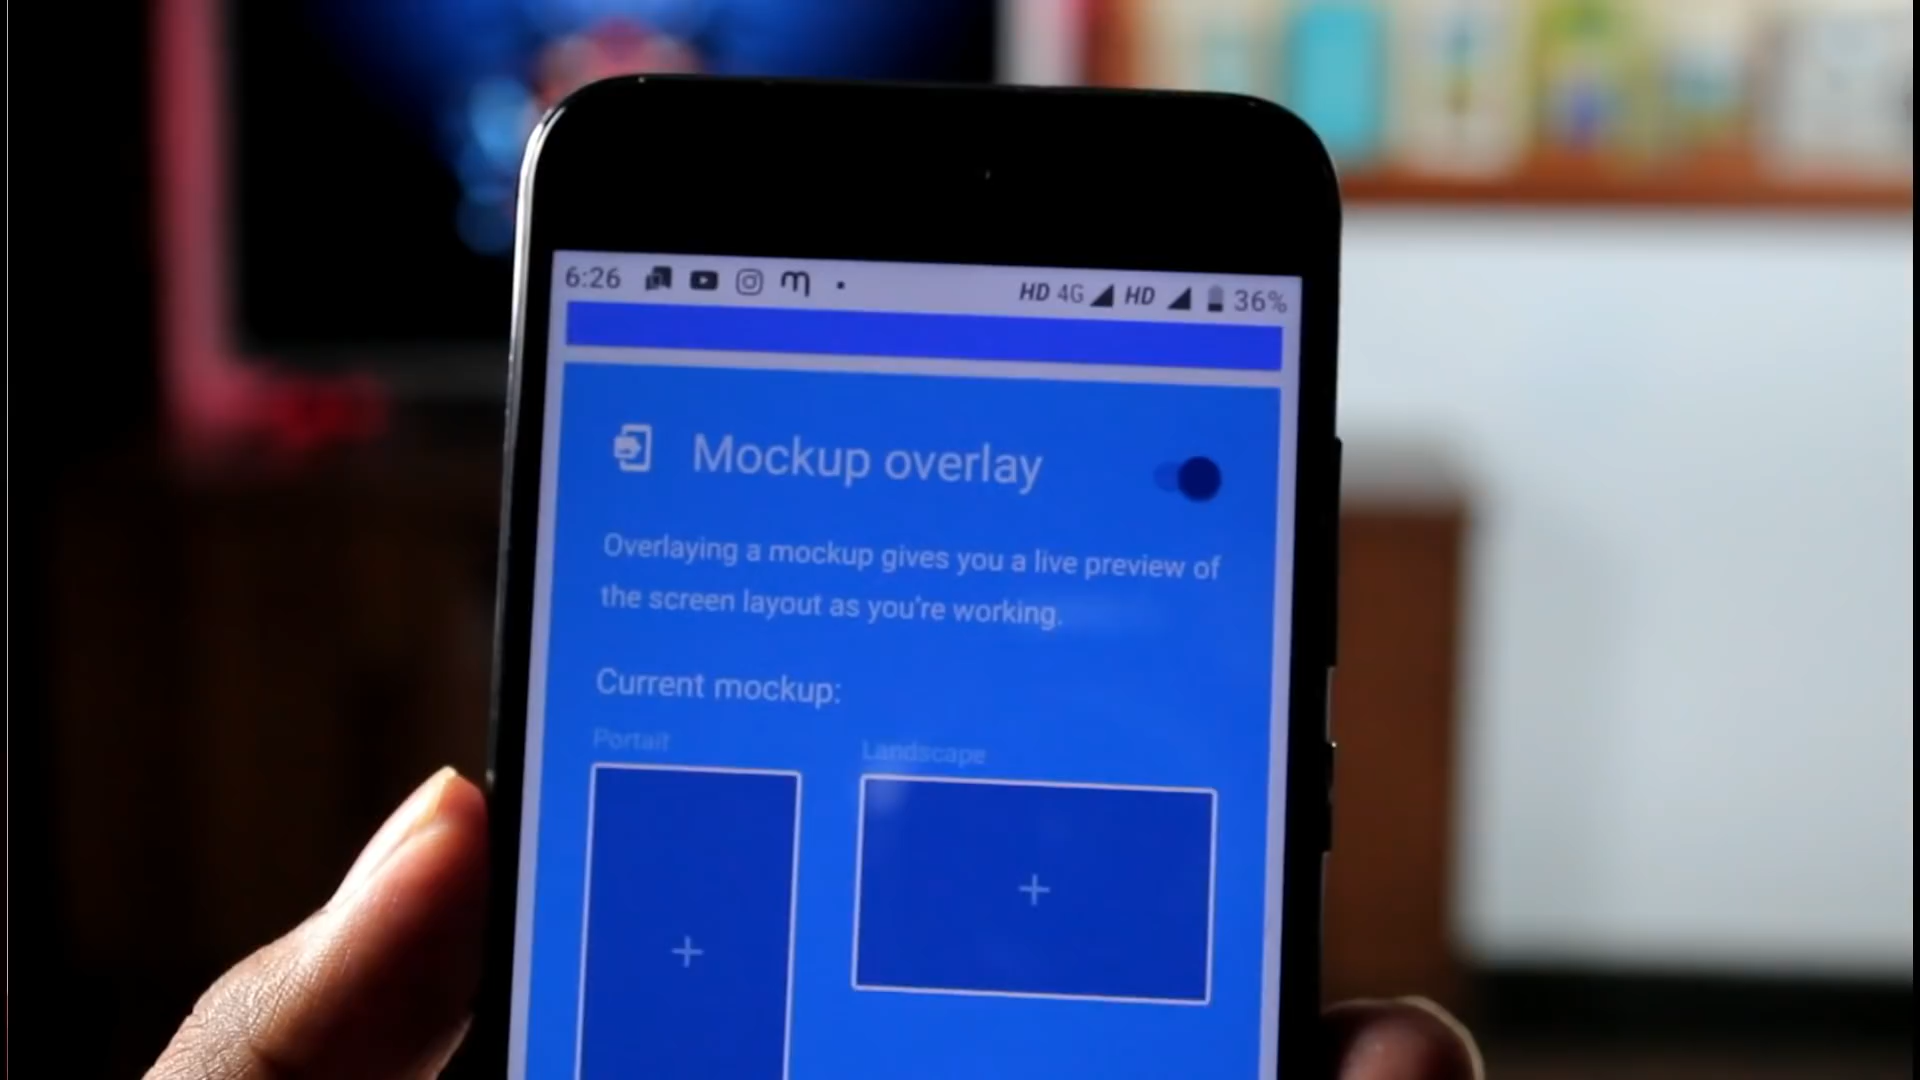 6:26 HD 4G HD 36%
Mockup overlay
Overlaying a mockup gives you a live preview of
the screen layout as you're working.
Current mockup:
Portait
Landscape